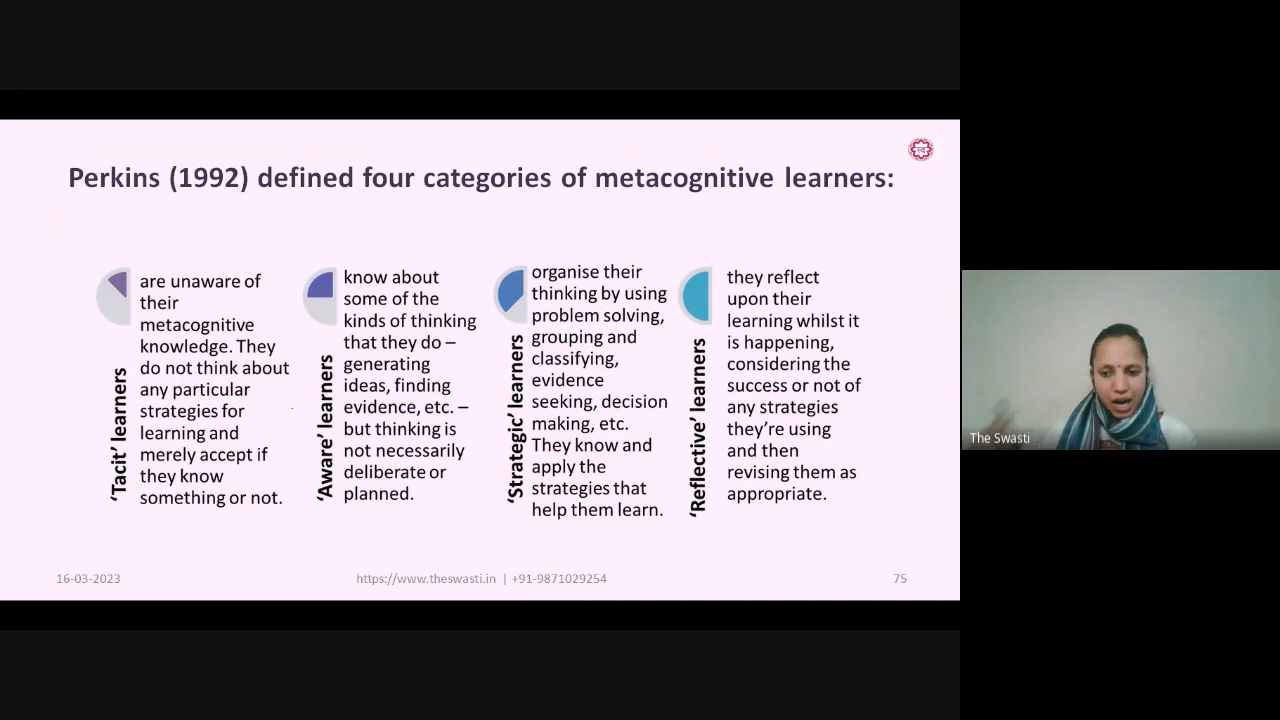 Perkins (1992) defined four categories of metacognitive learners:
‘Tacit’ learners
are unaware of
their
metacognitive
knowledge. They
do not think about
any particular
strategies for
learning and
merely accept if
they know
something or not.
‘Aware’ learners
know about
some of the
kinds of thinking
that they do –
generating
ideas, finding
evidence, etc. –
but thinking is
not necessarily
deliberate or
planned.
‘Strategic’ learners
organise their
thinking by using
problem solving,
grouping and
classifying,
evidence
seeking, decision
making, etc.
They know and
apply the
strategies that
help them learn.
‘Reflective’ learners
they reflect
upon their
learning whilst it
is happening,
considering the
success or not of
any strategies
they’re using
and then
revising them as
appropriate.
16-03-2023
https://www.theswasti.in | +91-9871029254
75
The Swasti